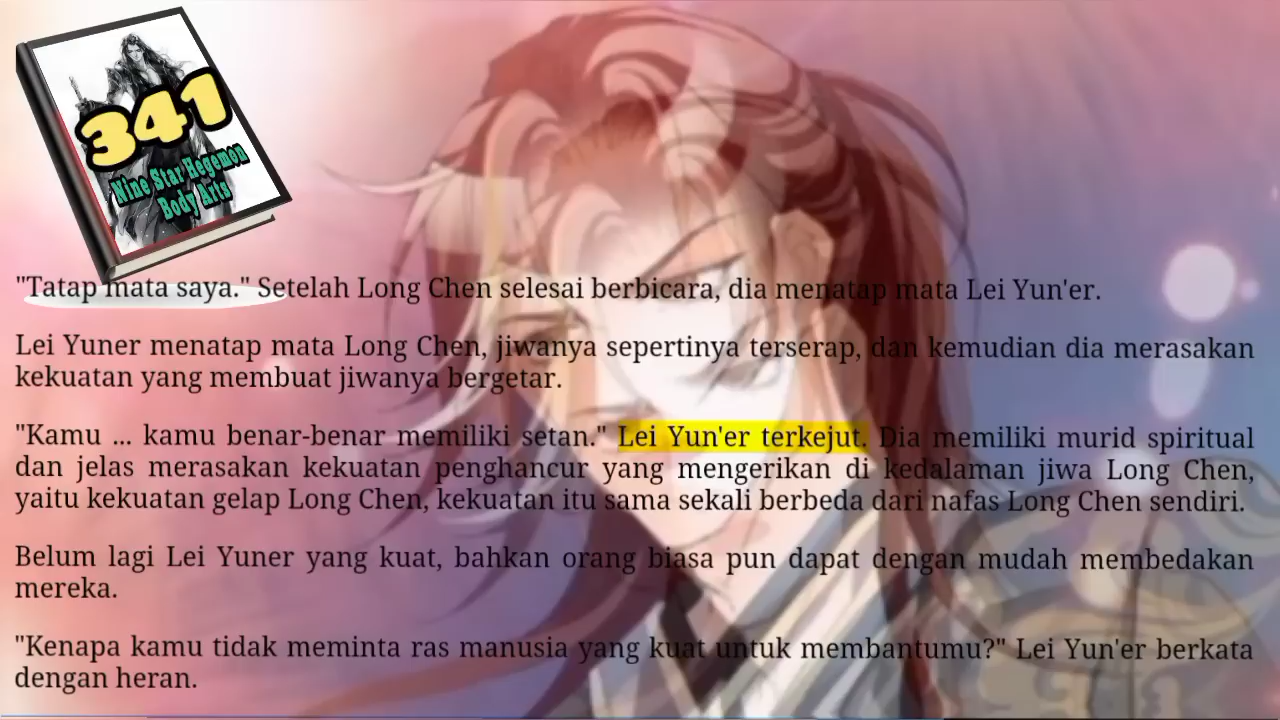 341
Nine Star Hegemon
Body Arts
"Tatap mata saya." Setelah Long Chen selesai berbicara, dia menatap mata Lei Yun'er.
Lei Yuner menatap mata Long Chen, jiwanya sepertinya terserap, dan kemudian dia merasakan
kekuatan yang membuat jiwanya bergetar.
"Kamu ... kamu benar-benar memiliki setan." Lei Yun'er terkejut. Dia memiliki murid spiritual
dan jelas merasakan kekuatan penghancur yang mengerikan di kedalaman jiwa Long Chen,
yaitu kekuatan gelap Long Chen, kekuatan itu sama sekali berbeda dari nafas Long Chen sendiri.
Belum lagi Lei Yuner yang kuat, bahkan orang biasa pun dapat dengan mudah membedakan
mereka.
"Kenapa kamu tidak meminta ras manusia yang kuat untuk membantumu?" Lei Yun'er berkata
dengan heran.